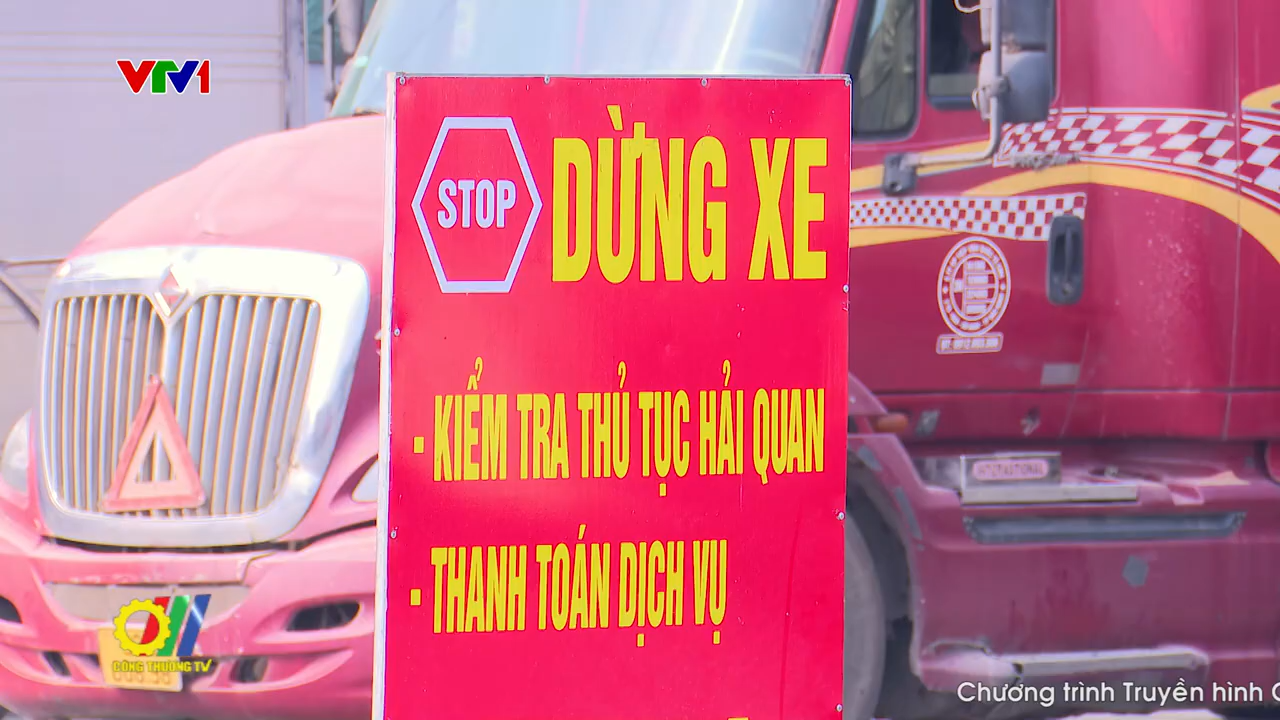 VTV1
STOP
DỪNG XE
- KIỂM TRA THỦ TỤC HẢI QUAN
- THANH TOÁN DỊCH VỤ
INTERNATIONAL
CÔNG THƯƠNG TV
Chương trình Truyền hình